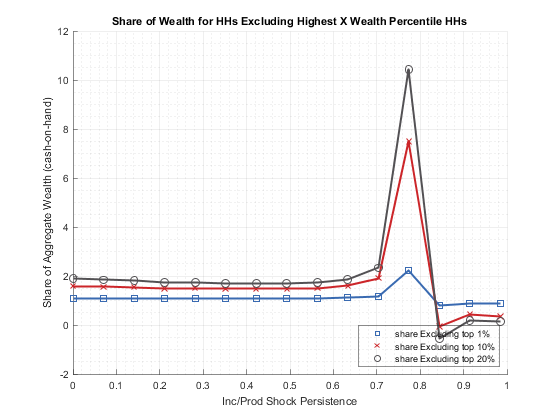 Share of Wealth for HHs Excluding Highest X Wealth Percentile HHs
12
10
8
6
4
2
0
-2
Share of Aggregate Wealth (cash-on-hand)
share Excluding top 1%
share Excluding top 10%
share Excluding top 20%
0 0.1 0.2 0.3 0.4 0.5 0.6 0.7 0.8 0.9 1
Inc/Prod Shock Persistence